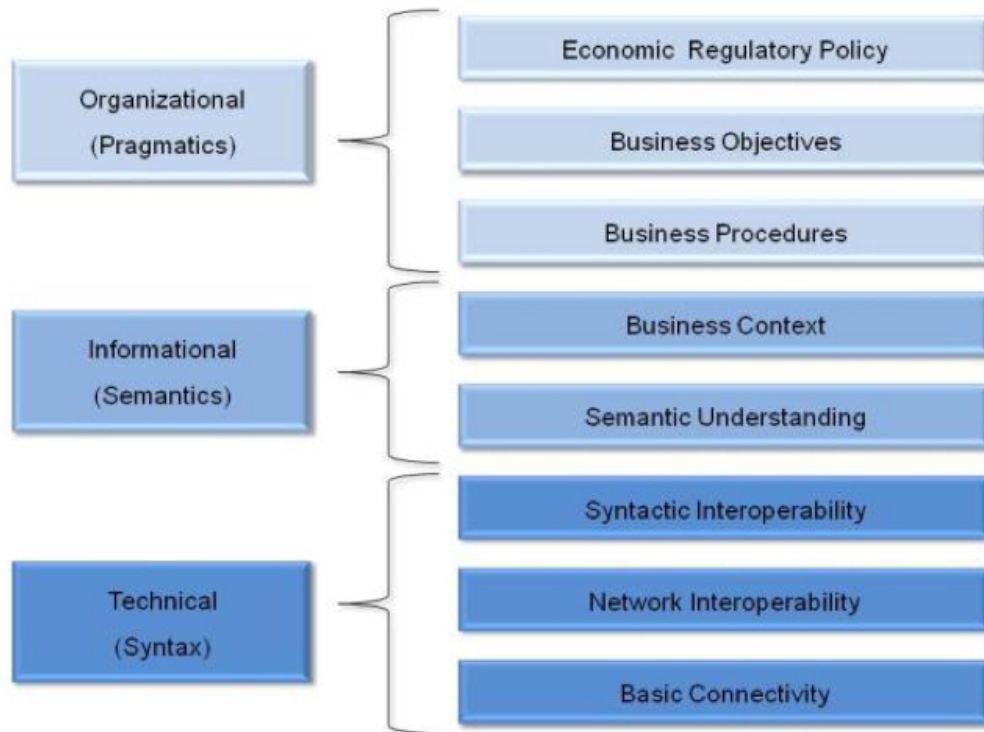 Organizational
(Pragmatics)
Economic Regulatory Policy
Business Objectives
Business Procedures
Informational
(Semantics)
Business Context
Semantic Understanding
Technical
(Syntax)
Syntactic Interoperability
Network Interoperability
Basic Connectivity